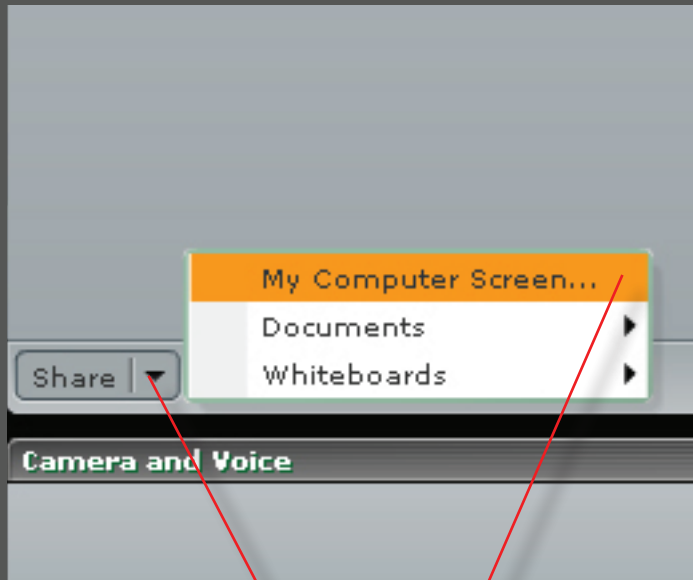 My Computer Screen...
Documents
Whiteboards
Share
Camera and Voice